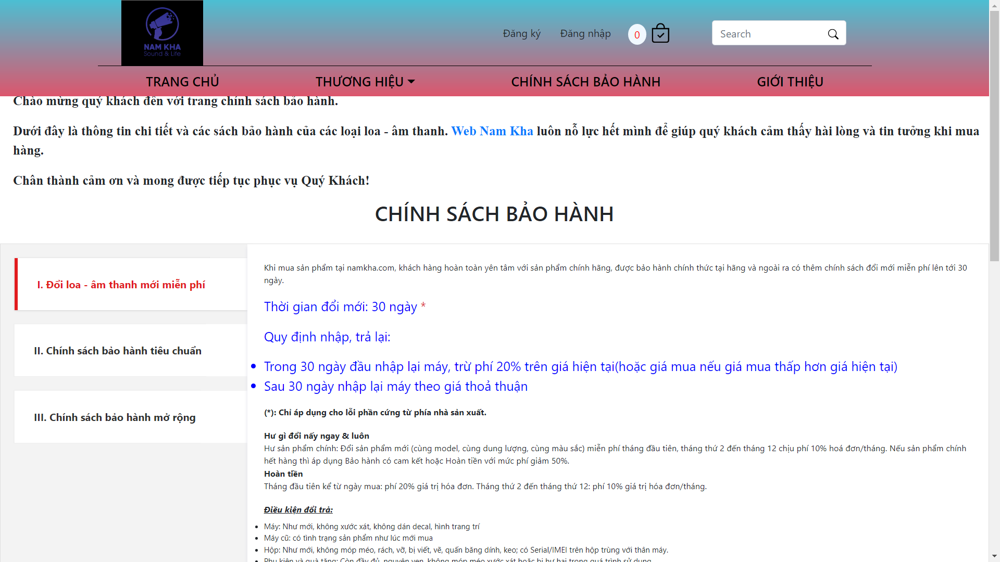 NAM KHA
Sound & Life
Đăng ký
Đăng nhập
0
Search
TRANG CHỦ
THƯƠNG HIỆU
CHÍNH SÁCH BẢO HÀNH
GIỚI THIỆU
Chào mừng quý khách đến với trang chính sách bảo hành.
Dưới đây là thông tin chi tiết và các sách bảo hành của các loại loa - âm thanh. Web Nam Kha luôn nỗ lực hết mình để giúp quý khách cảm thấy hài lòng và tin tưởng khi mua
hàng.
Chân thành cảm ơn và mong được tiếp tục phục vụ Quý Khách!
CHÍNH SÁCH BẢO HÀNH
I. Đổi loa - âm thanh mới miễn phí
II. Chính sách bảo hành tiêu chuẩn
III. Chính sách bảo hành mở rộng
Khi mua sản phẩm tại namkha.com, khách hàng hoàn toàn yên tâm với sản phẩm chính hãng, được bảo hành chính thức tại hãng và ngoài ra có thêm chính sách đổi mới miễn phí lên tới 30
ngày.
Thời gian đổi mới: 30 ngày *
Quy định nhập, trả lại:
• Trong 30 ngày đầu nhập lại máy, trừ phí 20% trên giá hiện tại(hoặc giá mua nếu giá mua thấp hơn giá hiện tại)
• Sau 30 ngày nhập lại máy theo giá thoả thuận
(*): Chỉ áp dụng cho lỗi phần cứng từ phía nhà sản xuất.
Hư gì đổi nấy ngay & luôn
Hư sản phẩm chính: Đổi sản phẩm mới (cùng model, cùng dung lượng, cùng màu sắc) miễn phí tháng đầu tiên, tháng thứ 2 đến tháng 12 chịu phí 10% hoá đơn/tháng. Nếu sản phẩm chính
hết hàng thì áp dụng Bảo hành có cam kết hoặc Hoàn tiền với mức phí giảm 50%.
Hoàn tiền
Tháng đầu tiên kể từ ngày mua: phí 20% giá trị hóa đơn. Tháng thứ 2 đến tháng thứ 12: phí 10% giá trị hóa đơn/tháng.
Điều kiện đổi trả:
• Máy: Như mới, không xước xát, không dán decal, hình trang trí
• Máy cũ: có tình trạng sản phẩm như lúc mới mua
• Hộp: Như mới, không móp méo, rách, vỡ, bị viết, vẽ, quấn băng dính, keo; có Serial/IMEI trên hộp trùng với thân máy.
• Phụ kiện và quà tặng: Còn đầy đủ, nguyên vẹn, không móp méo xước xát hoặc bị hư hại trong quá trình sử dụng